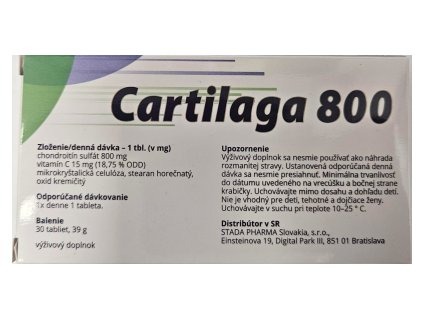 Cartilaga 800
Zloženie/denná dávka – 1 tbl. (v mg)
chondroitín sulfát 800 mg
vitamín C 15 mg (18,75 % ODD)
mikrokryštalická celulóza, stearan horečnatý,
oxid kremičitý
Odporúčané dávkovanie
1x denne 1 tableta.
Balenie
30 tabliet, 39 g
výživový doplnok
Upozornenie
Výživový doplnok sa nesmie používať ako náhrada
rozmanitej stravy. Ustanovená odporúčaná denná
dávka sa nesmie presiahnuť. Minimálna trvanlivosť
do dátumu uvedeného na vrecúšku a bočnej strane
krabičky. Uchovávajte mimo dosahu a dohľadu detí.
Nie je vhodný pre deti, tehotné a dojčiace ženy.
Uchovávajte v suchu pri teplote 10–25 ° C.
Distribútor v SR
STADA PHARMA Slovakia, s.r.o.,
Einsteinova 19, Digital Park III, 851 01 Bratislava